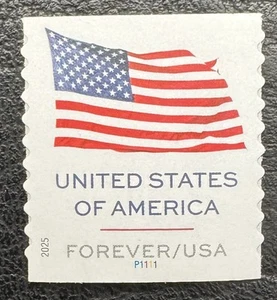 UNITED STATES
OF AMERICA
2025
FOREVER/USA
P1111